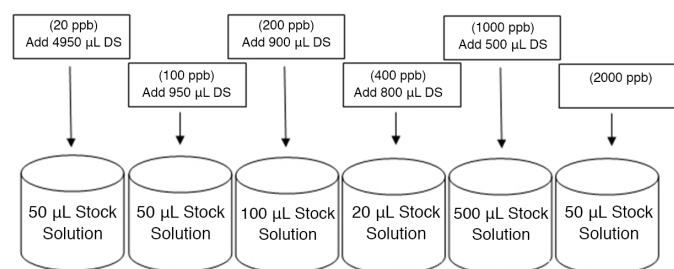 (20 ppb)
Add 4950 µL DS
(100 ppb)
Add 950 µL DS
(200 ppb)
Add 900 µL DS
(400 ppb)
Add 800 µL DS
(1000 ppb)
Add 500 µL DS
(2000 ppb)
50 µL Stock
Solution
50 µL Stock
Solution
100 µL Stock
Solution
20 µL Stock
Solution
500 µL Stock
Solution
50 µL Stock
Solution